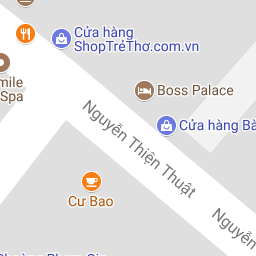 Cửa hàng
ShopTrẻThơ.com.vn
mile
Spa
Boss Palace
Cửa hàng Bà
Nguyễn Thiện Thuật
Cư Bao
Nguyễn